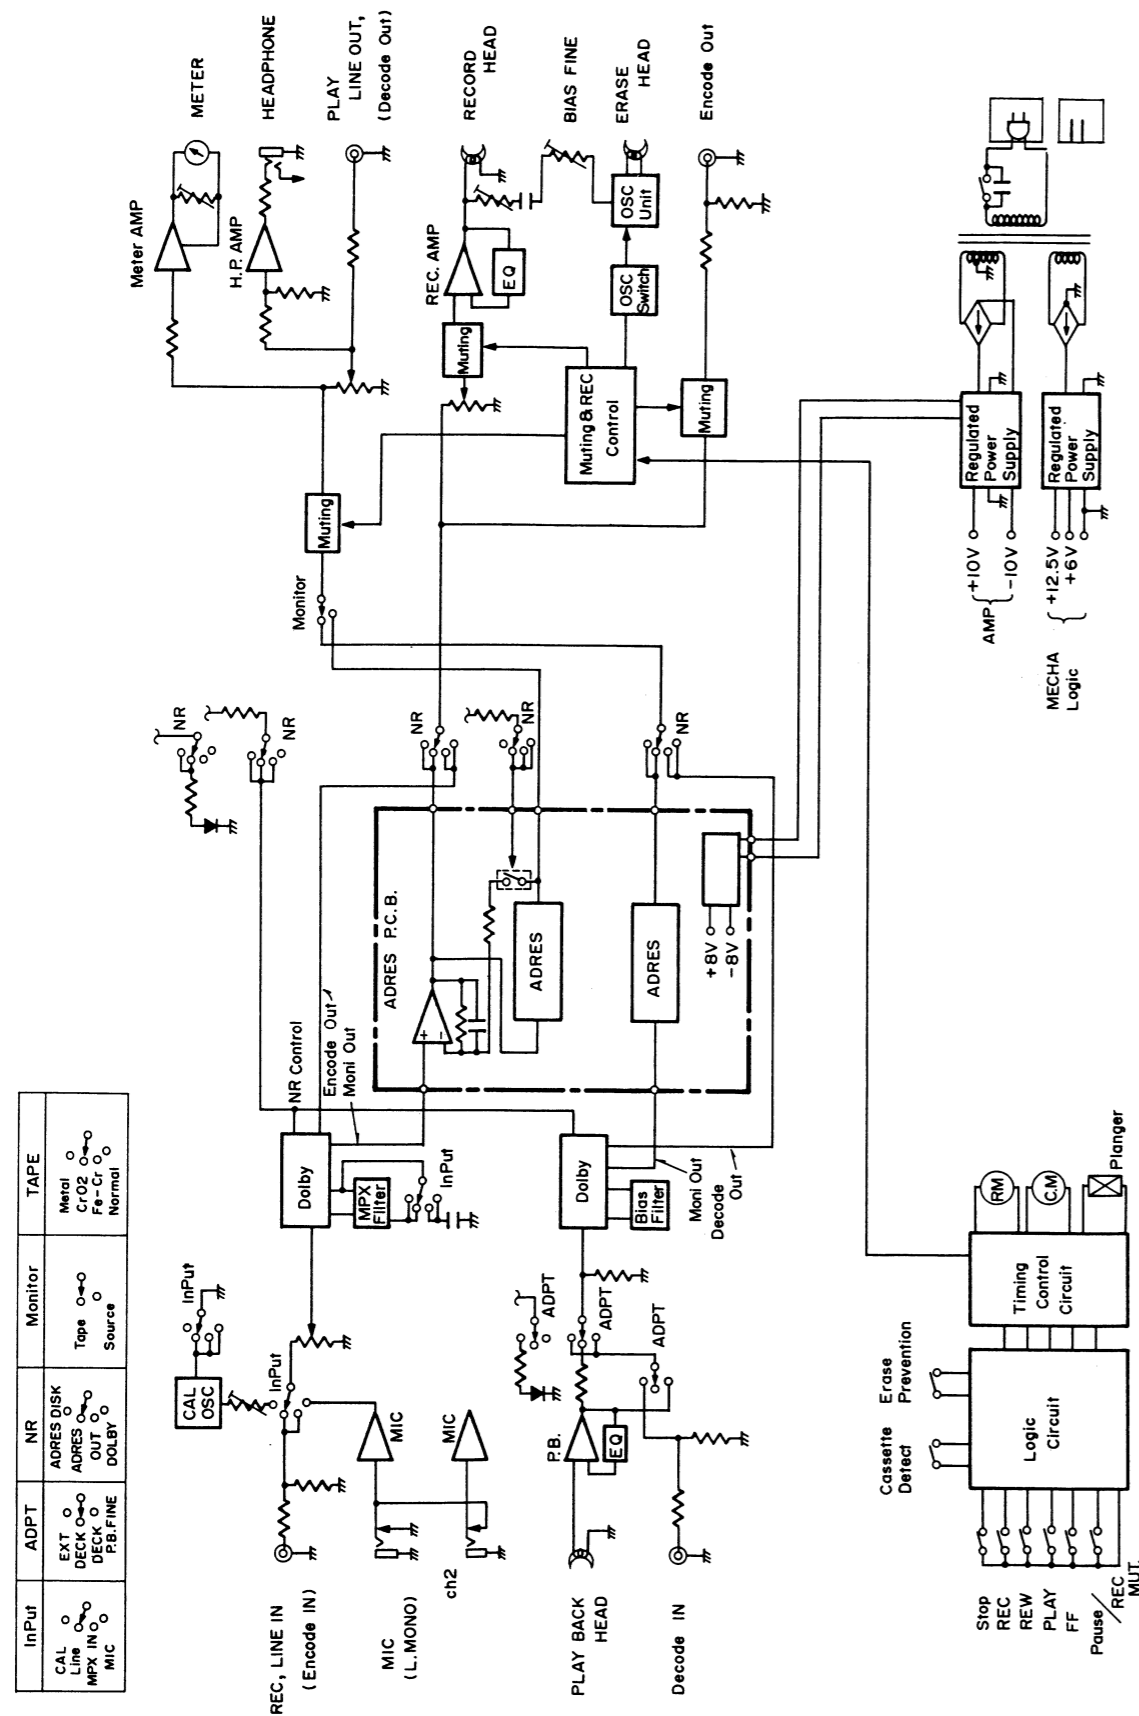 InPut
ADPT
NR
Monitor
TAPE
CAL
Line
MPX IN
MIC
EXT
DECK
DECK
P.B.FINE
ADRES DISK
ADRES
OUT
DOLBY
Tape
Source
Metal
CrO2
Fe-Cr
Normal
REC, LINE IN
(Encode IN)
MIC
(L.MONO)
ch2
PLAY BACK
HEAD
Decode IN
CAL
OSC
InPut
InPut
MIC
MIC
P.B.
EQ
ADPT
ADPT
ADPT
Dolby
MPX
Filter
InPut
NR Control
Encode Out
Moni Out
Dolby
Bias
Filter
Moni Out
Decode
Out
ADRES P.C.B.
+
-
ADRES
ADRES
+8V
-8V
NR
NR
NR
NR
NR
Monitor
Muting
Muting
Muting & REC
Control
Muting
OSC
Switch
OSC
Unit
Meter AMP
H.P. AMP
REC. AMP
EQ
METER
HEADPHONE
PLAY
LINE OUT,
(Decode Out)
RECORD
HEAD
BIAS FINE
ERASE
HEAD
Encode Out
Stop
REC
REW
PLAY
FF
Pause/
REC
MUT.
Cassette
Detect
Erase
Prevention
Logic
Circuit
Timing
Control
Circuit
RM
C.M
Planger
AMP
+10V
-10V
MECHA
Logic
+12.5V
+6V
Regulated
Power
Supply
Regulated
Power
Supply